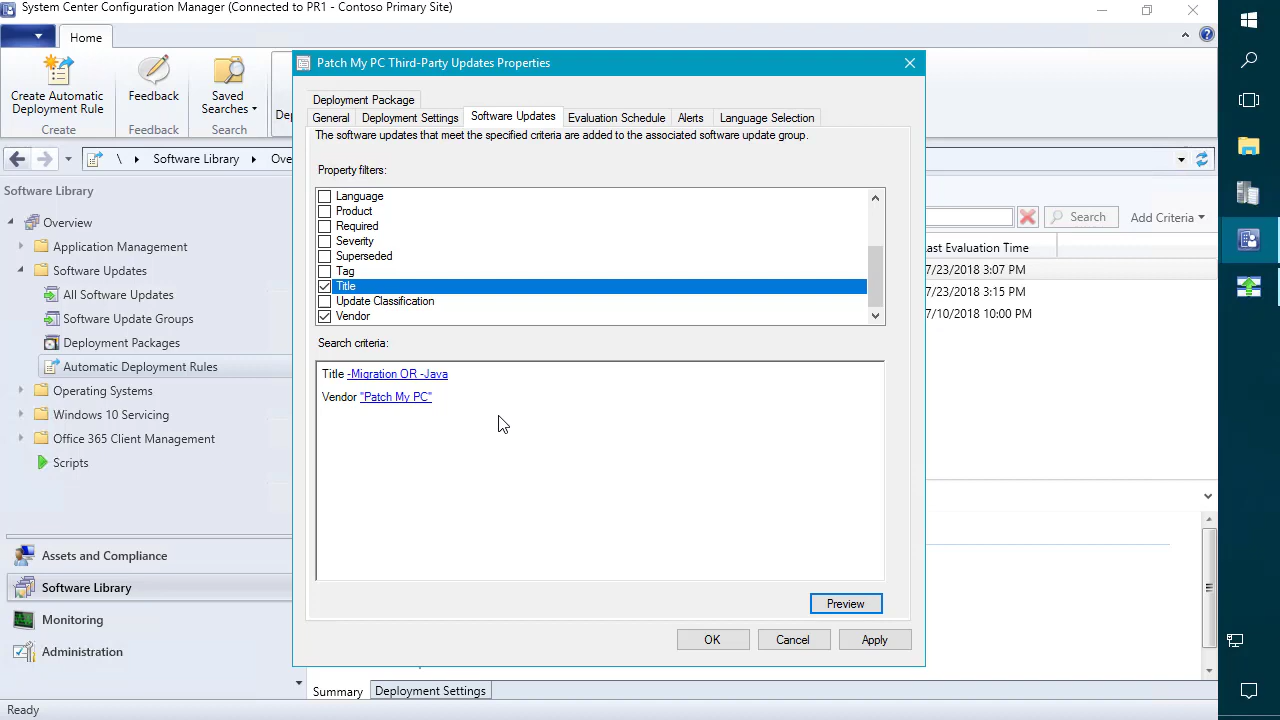 System Center Configuration Manager (Connected to PR1 - Contoso Primary Site)
Home
Create Automatic
Deployment Rule
Create
Feedback
Feedback
Saved
Searches
Search
\ Software Library
Software Library
Overview
Application Management
Software Updates
All Software Updates
Software Update Groups
Deployment Packages
Automatic Deployment Rules
Operating Systems
Windows 10 Servicing
Office 365 Client Management
Scripts
Assets and Compliance
Software Library
Monitoring
Administration
Ready
Patch My PC Third-Party Updates Properties
Deployment Package
General Deployment Settings Software Updates Evaluation Schedule Alerts Language Selection
The software updates that meet the specified criteria are added to the associated software update group.
Property filters:
Language
Product
Required
Severity
Superseded
Tag
Title
Update Classification
Vendor
Search criteria:
Title -Migration OR -Java
Vendor "Patch My PC"
Preview
OK Cancel Apply
Search Add Criteria
Evaluation Time
7/23/2018 3:07 PM
7/23/2018 3:15 PM
7/10/2018 10:00 PM
Summary Deployment Settings